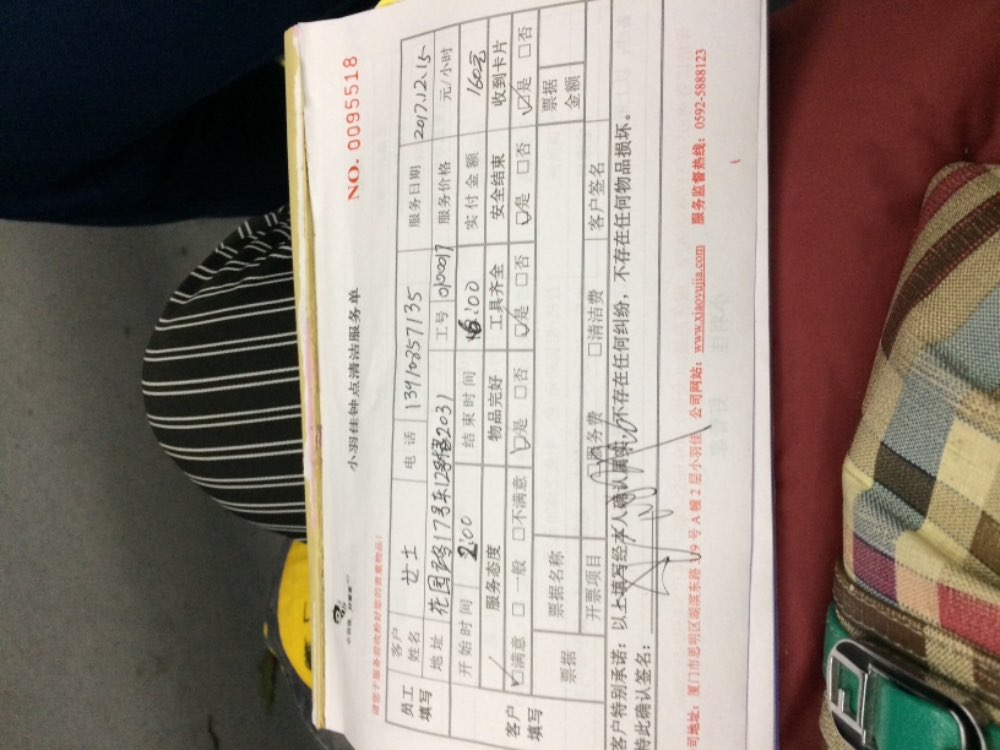 请您于服务前收检好您的贵重物品!
小羽佳钟点清洁服务单
NO. 0095518
员工填写
客户姓名 女士 电话 13910857135 服务日期 2017.12.15
地址 花园路17号东12号楼2031 工号 010017 服务价格 元/小时
开始时间 2:00 结束时间 16:00 实付金额 160元
客户填写
服务态度 物品完好 工具齐全 安全结束 收到卡片
☑满意 □一般 □不满意 ☑是 □否 ☑是 □否 ☑是 □否 ☑是 □否
票据 票据名称 票据金额
开票项目 □服务费 □清洁费 客户签名
客户特别承诺: 以上填写经本人确认属实,不存在任何纠纷,不存在任何物品损坏。
特此确认签名:
司地址: 厦门市思明区湖滨东路319号A幢2层小羽佳 公司网站: www.xiaoyujia.com 服务监督热线: 0592-5888123